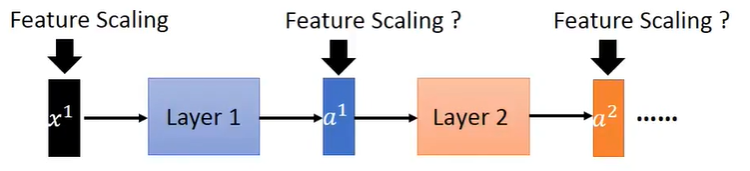 Feature Scaling
Feature Scaling ?
Feature Scaling ?
x¹
Layer 1
a¹
Layer 2
a²
......